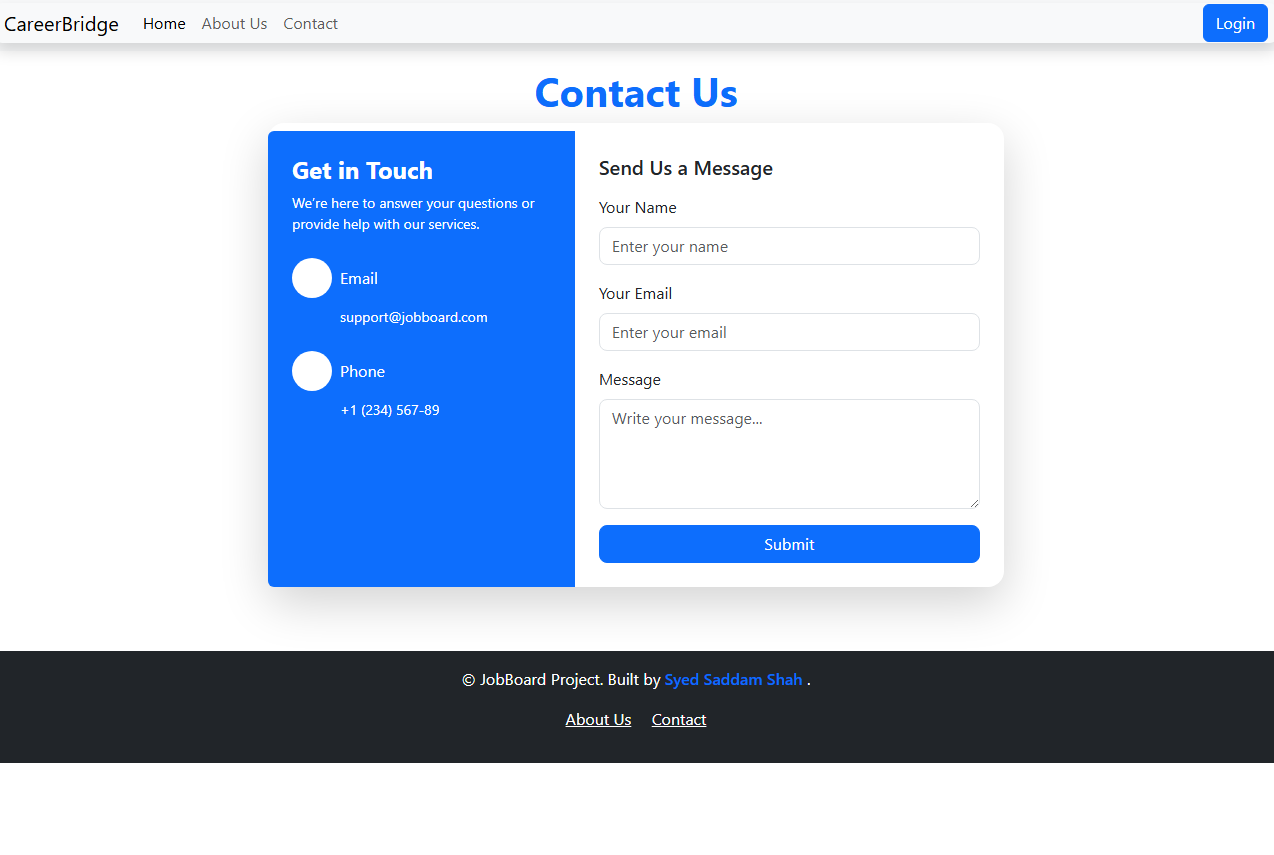 CareerBridge Home About Us Contact Login
Contact Us
Get in Touch
We’re here to answer your questions or
provide help with our services.
Email
support@jobboard.com
Phone
+1 (234) 567-89
Send Us a Message
Your Name
Enter your name
Your Email
Enter your email
Message
Write your message...
Submit
© JobBoard Project. Built by Syed Saddam Shah .
About Us Contact